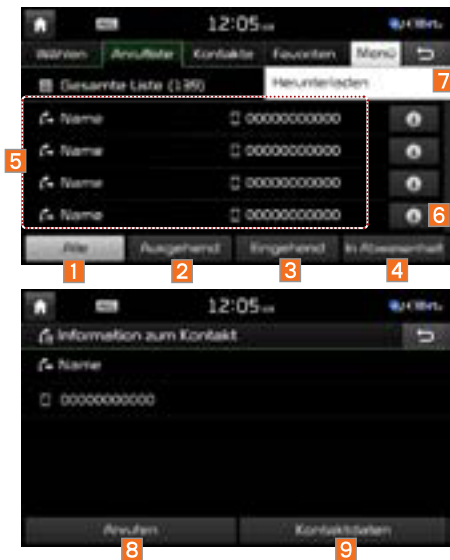 12:05
Wählen Anrufliste Kontakte Favoriten Menü
Gesamte Liste (139) Herunterladen 7
Name 00000000000
Name 00000000000
5
Name 00000000000
Name 00000000000 6
Alle Ausgehend Eingehend In Abwesenheit
1 2 3 4
12:05
Information zum Kontakt
Name
00000000000
Anrufen Kontaktdaten
8 9